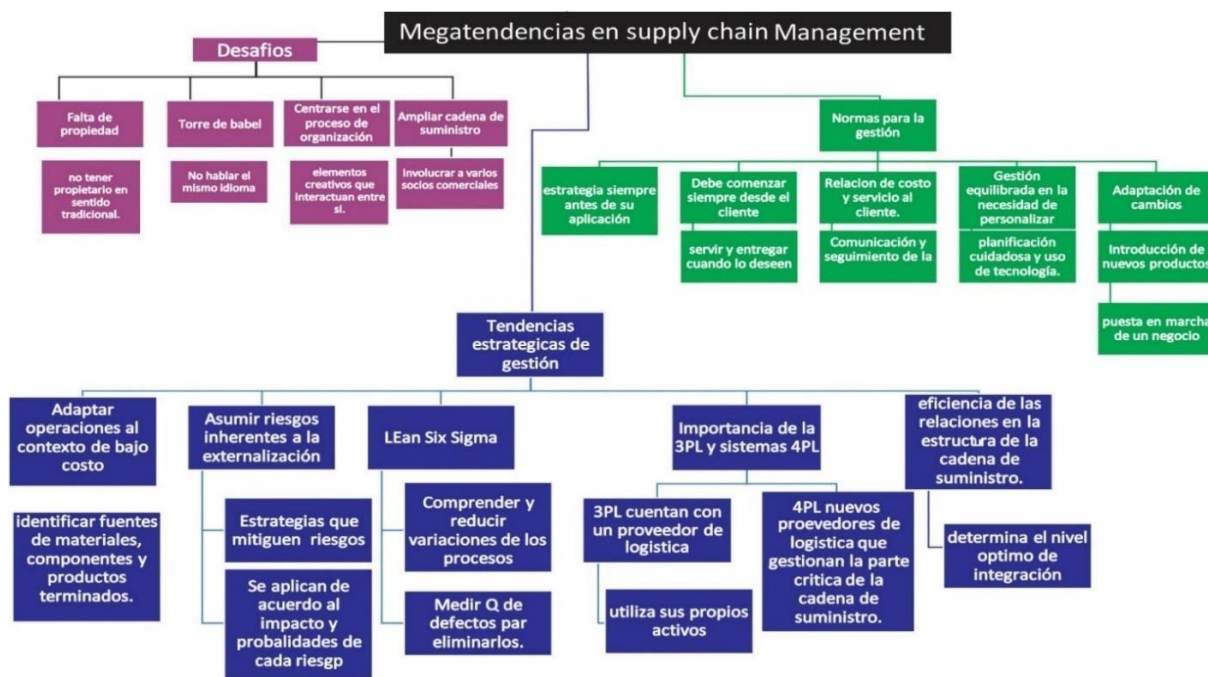 Megatendencias en supply chain Management
Desafios
Falta de
propiedad
no tener
propietario en
sentido
tradicional.
Torre de babel
No hablar el
mismo idioma
Centrarse en el
proceso de
organización
elementos
creativos que
interactuan entre
si.
Ampliar cadena de
suministro
Involucrar a varios
socios comerciales
Normas para la
gestión
estrategia siempre
antes de su
aplicación
Debe comenzar
siempre desde el
cliente
servir y entregar
cuando lo deseen
Relacion de costo
y servicio al
cliente.
Comunicación y
seguimiento de la
Gestión
equilibrada en la
necesidad de
personalizar
planificación
cuidadosa y uso
de tecnología.
Adaptación de
cambios
Introducción de
nuevos productos
puesta en marcha
de un negocio
Tendencias
estrategicas de
gestión
Adaptar
operaciones al
contexto de bajo
costo
identificar fuentes
de materiales,
componentes y
productos
terminados.
Asumir riesgos
inherentes a la
externalización
Estrategias que
mitiguen riesgos
Se aplican de
acuerdo al
impacto y
probalidades de
cada riesgp
LEan Six Sigma
Comprender y
reducir
variaciones de los
procesos
Medir Q de
defectos par
eliminarlos.
Importancia de la
3PL y sistemas 4PL
3PL cuentan con
un proveedor de
logistica
utiliza sus propios
activos
4PL nuevos
proevedores de
logistica que
gestionan la parte
critica de la
cadena de
suministro.
eficiencia de las
relaciones en la
estructura de la
cadena de
suministro.
determina el nivel
optimo de
integración